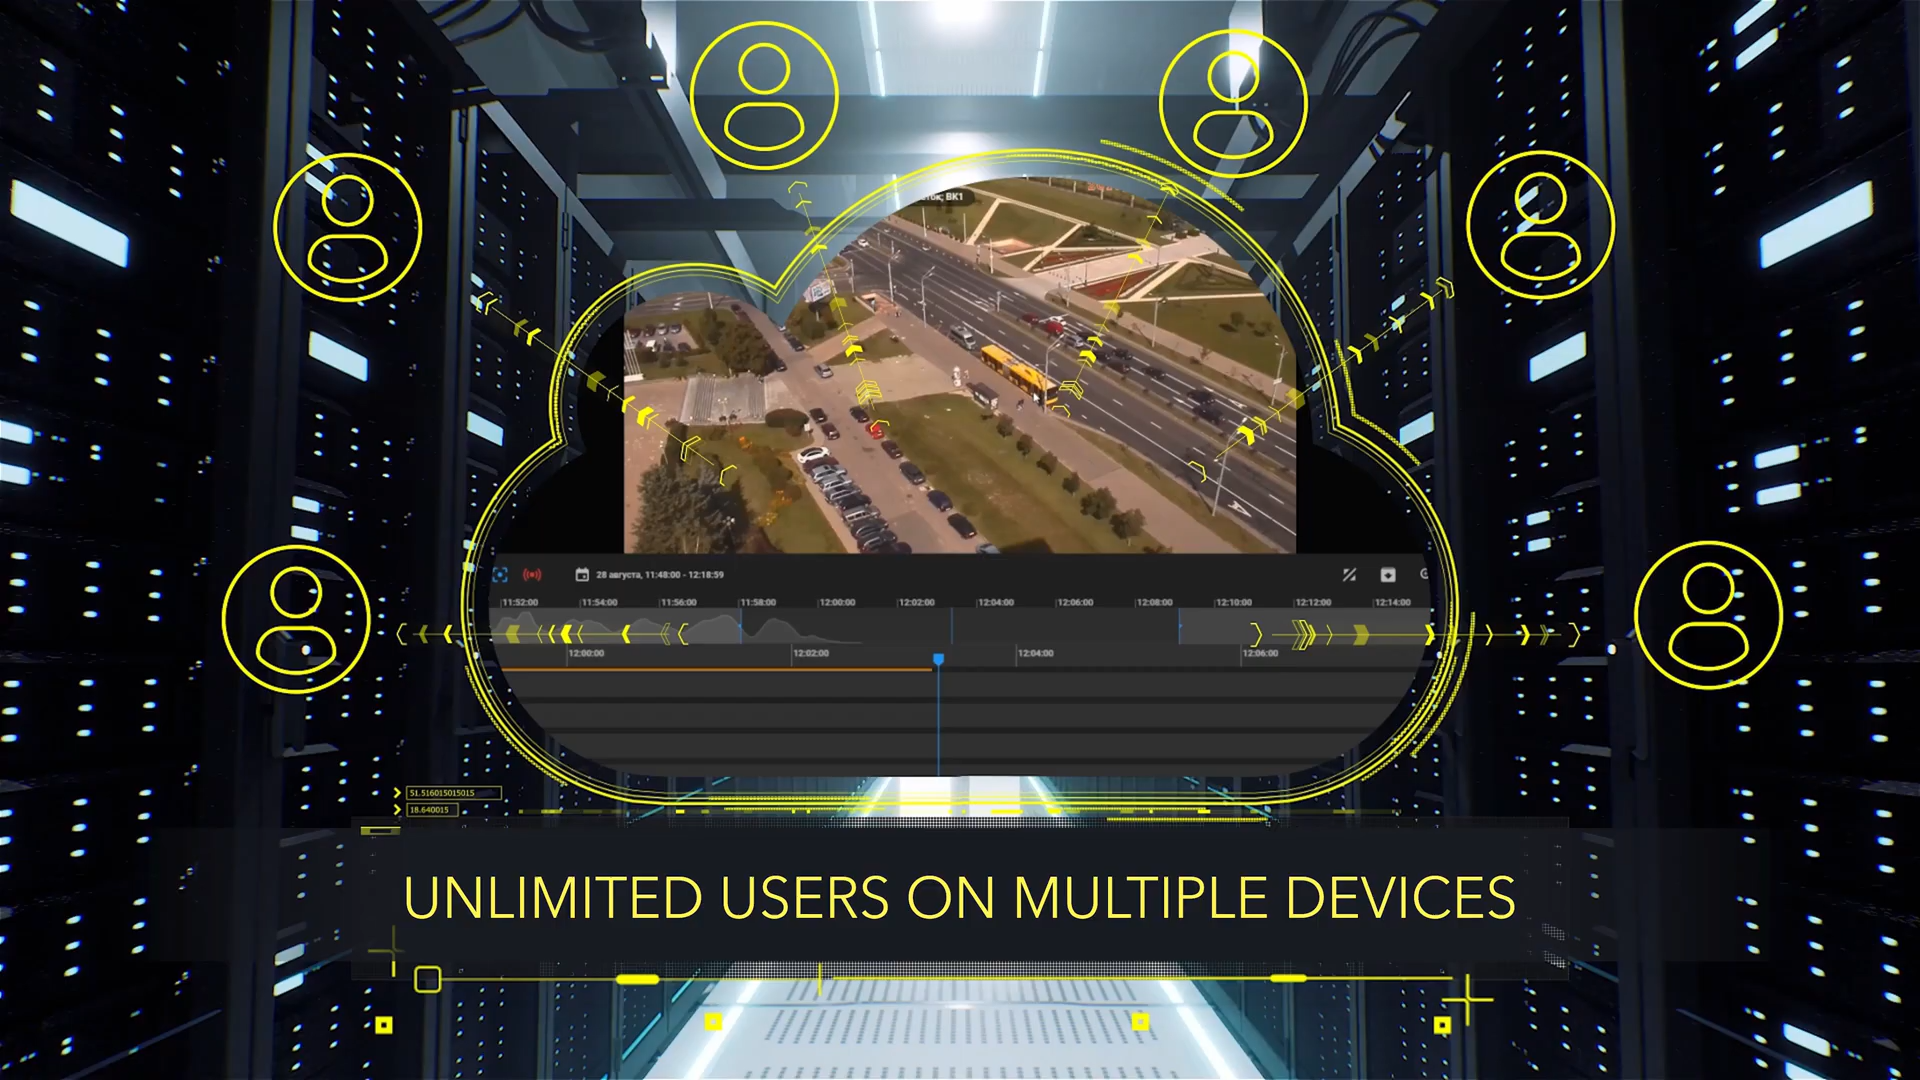 ; ВК1
28 августа, 11:48:00 - 12:18:59
11:52:00 11:54:00 11:56:00 11:58:00 12:00:00 12:02:00 12:04:00 12:06:00 12:08:00 12:10:00 12:12:00 12:14:00
12:00:00 12:02:00 12:04:00 12:06:00
51.516015015015
18.640015
UNLIMITED USERS ON MULTIPLE DEVICES